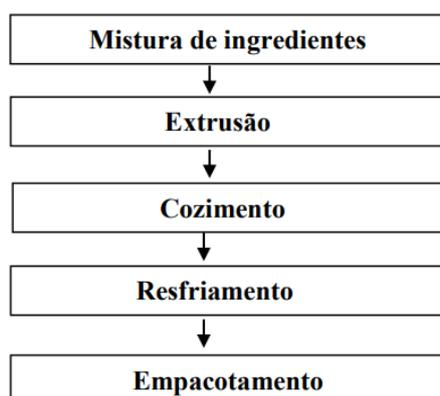 Mistura de ingredientes
Extrusão
Cozimento
Resfriamento
Empacotamento